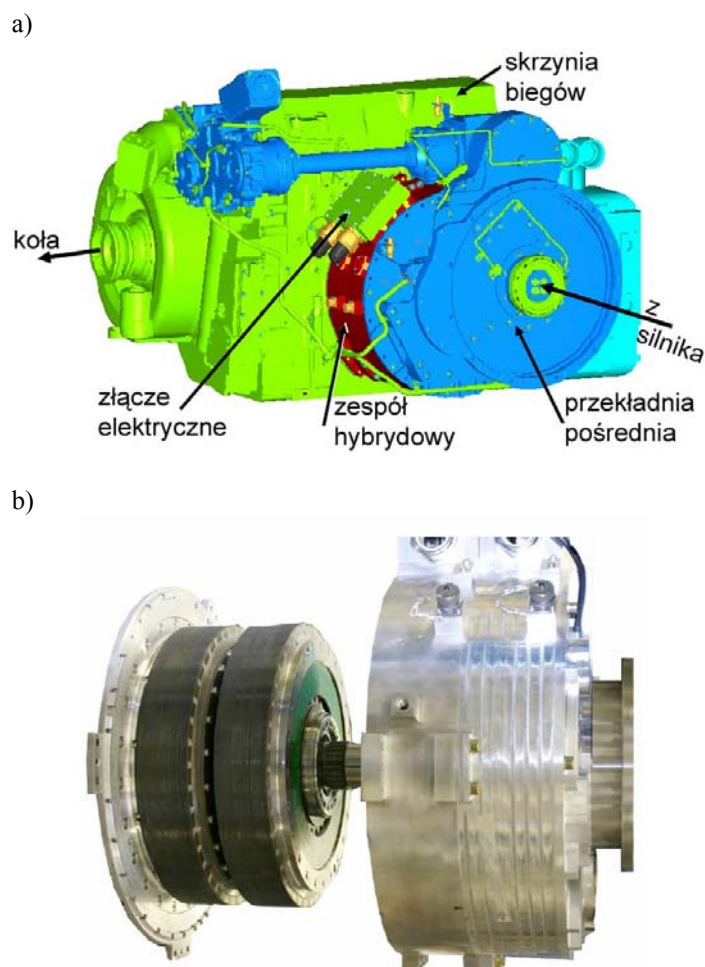 a)
skrzynia
biegów
koła
z
silnika
złącze
elektryczne
zespół
hybrydowy
przekładnia
pośrednia
b)